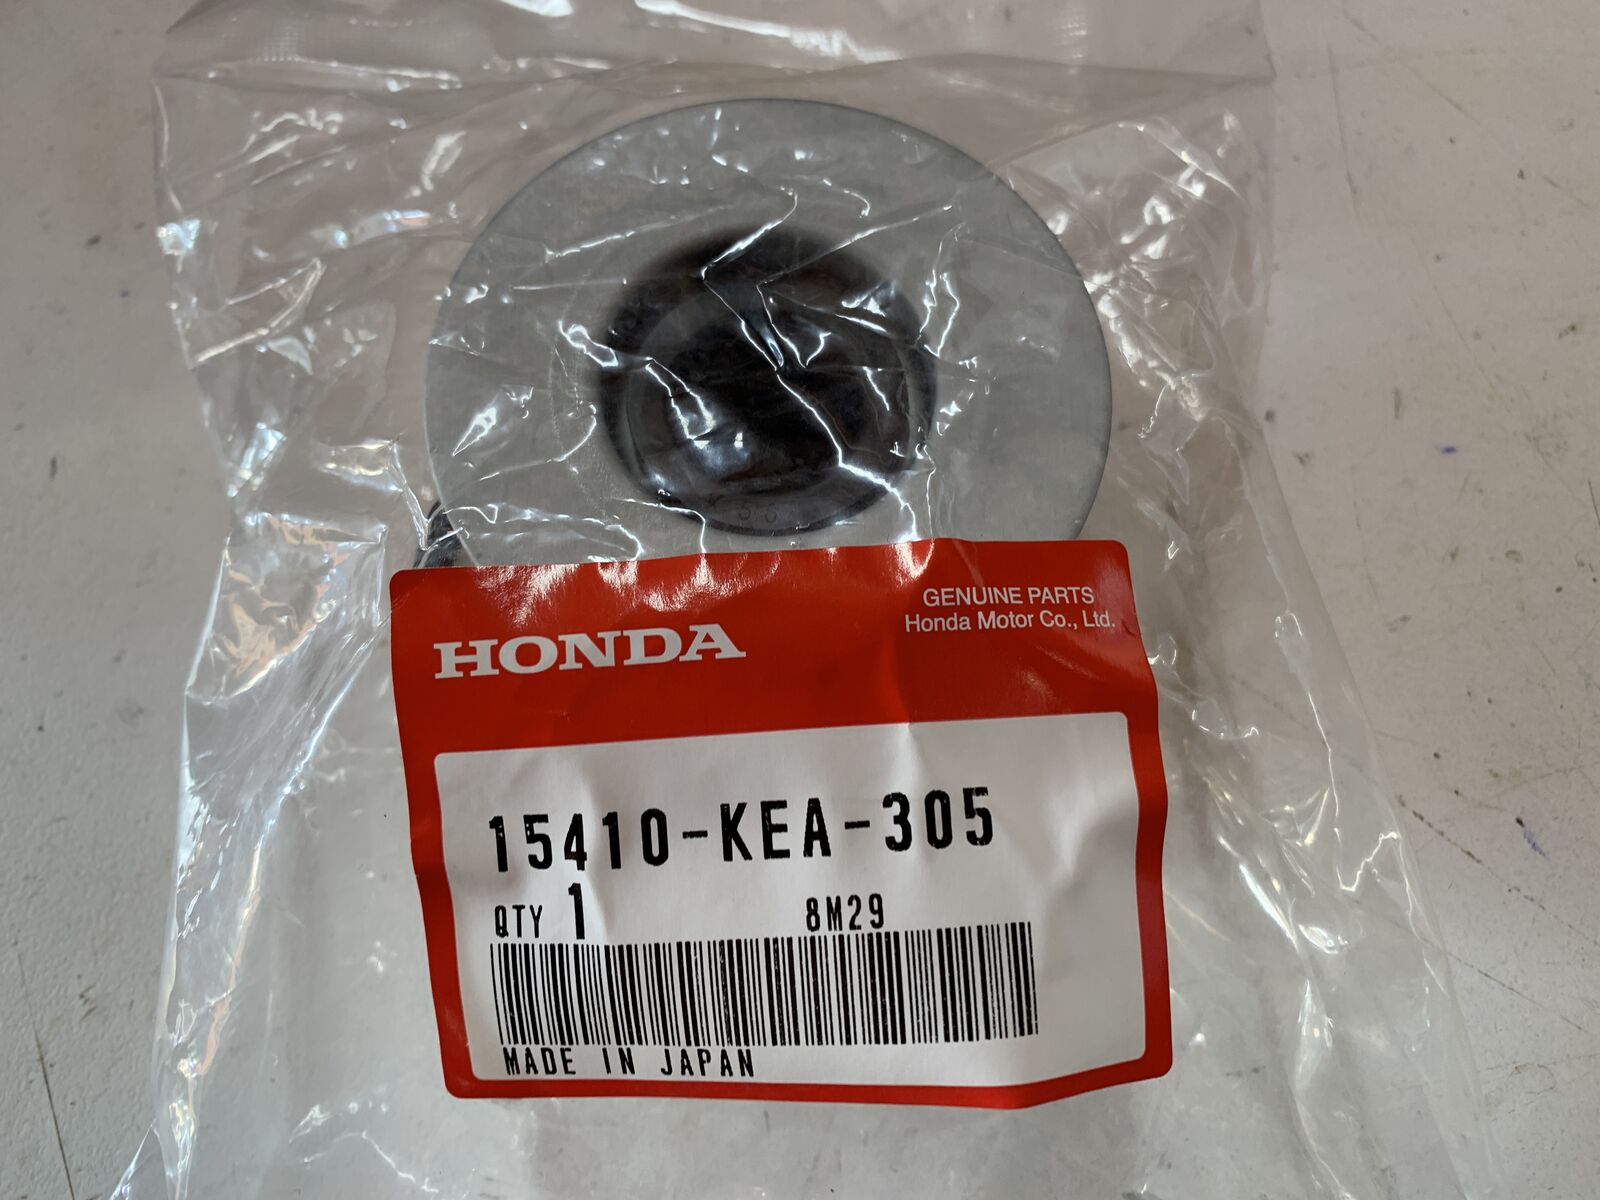 HONDA
GENUINE PARTS
Honda Motor Co., Ltd.
15410-KEA-305
QTY 1 8M29
MADE IN JAPAN